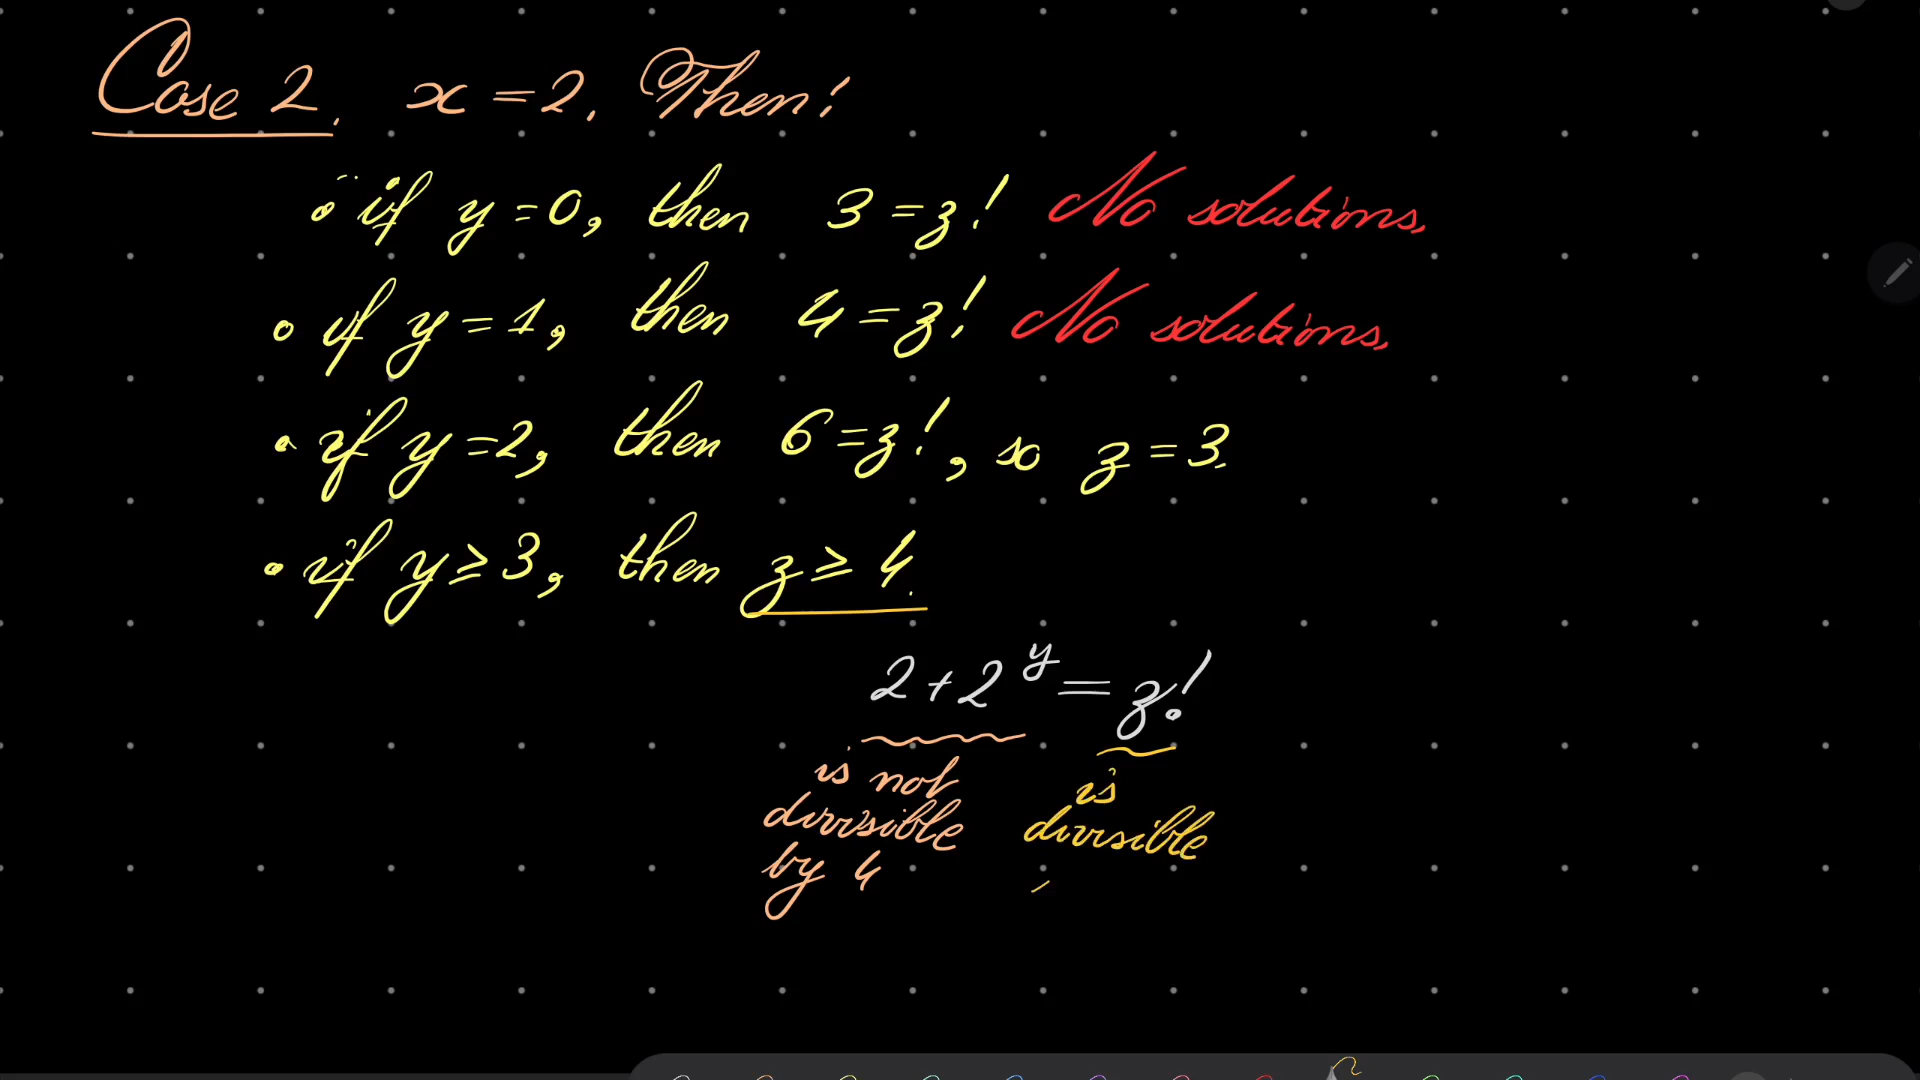 Case 2. x = 2. Then:
• if y = 0, then 3 = z! No solutions.
• if y = 1, then 4 = z! No solutions.
• if y = 2, then 6 = z!, so z = 3.
• if y ≥ 3, then z ≥ 4.
2 + 2^y = z!
is not is
divisible divisible
by 4